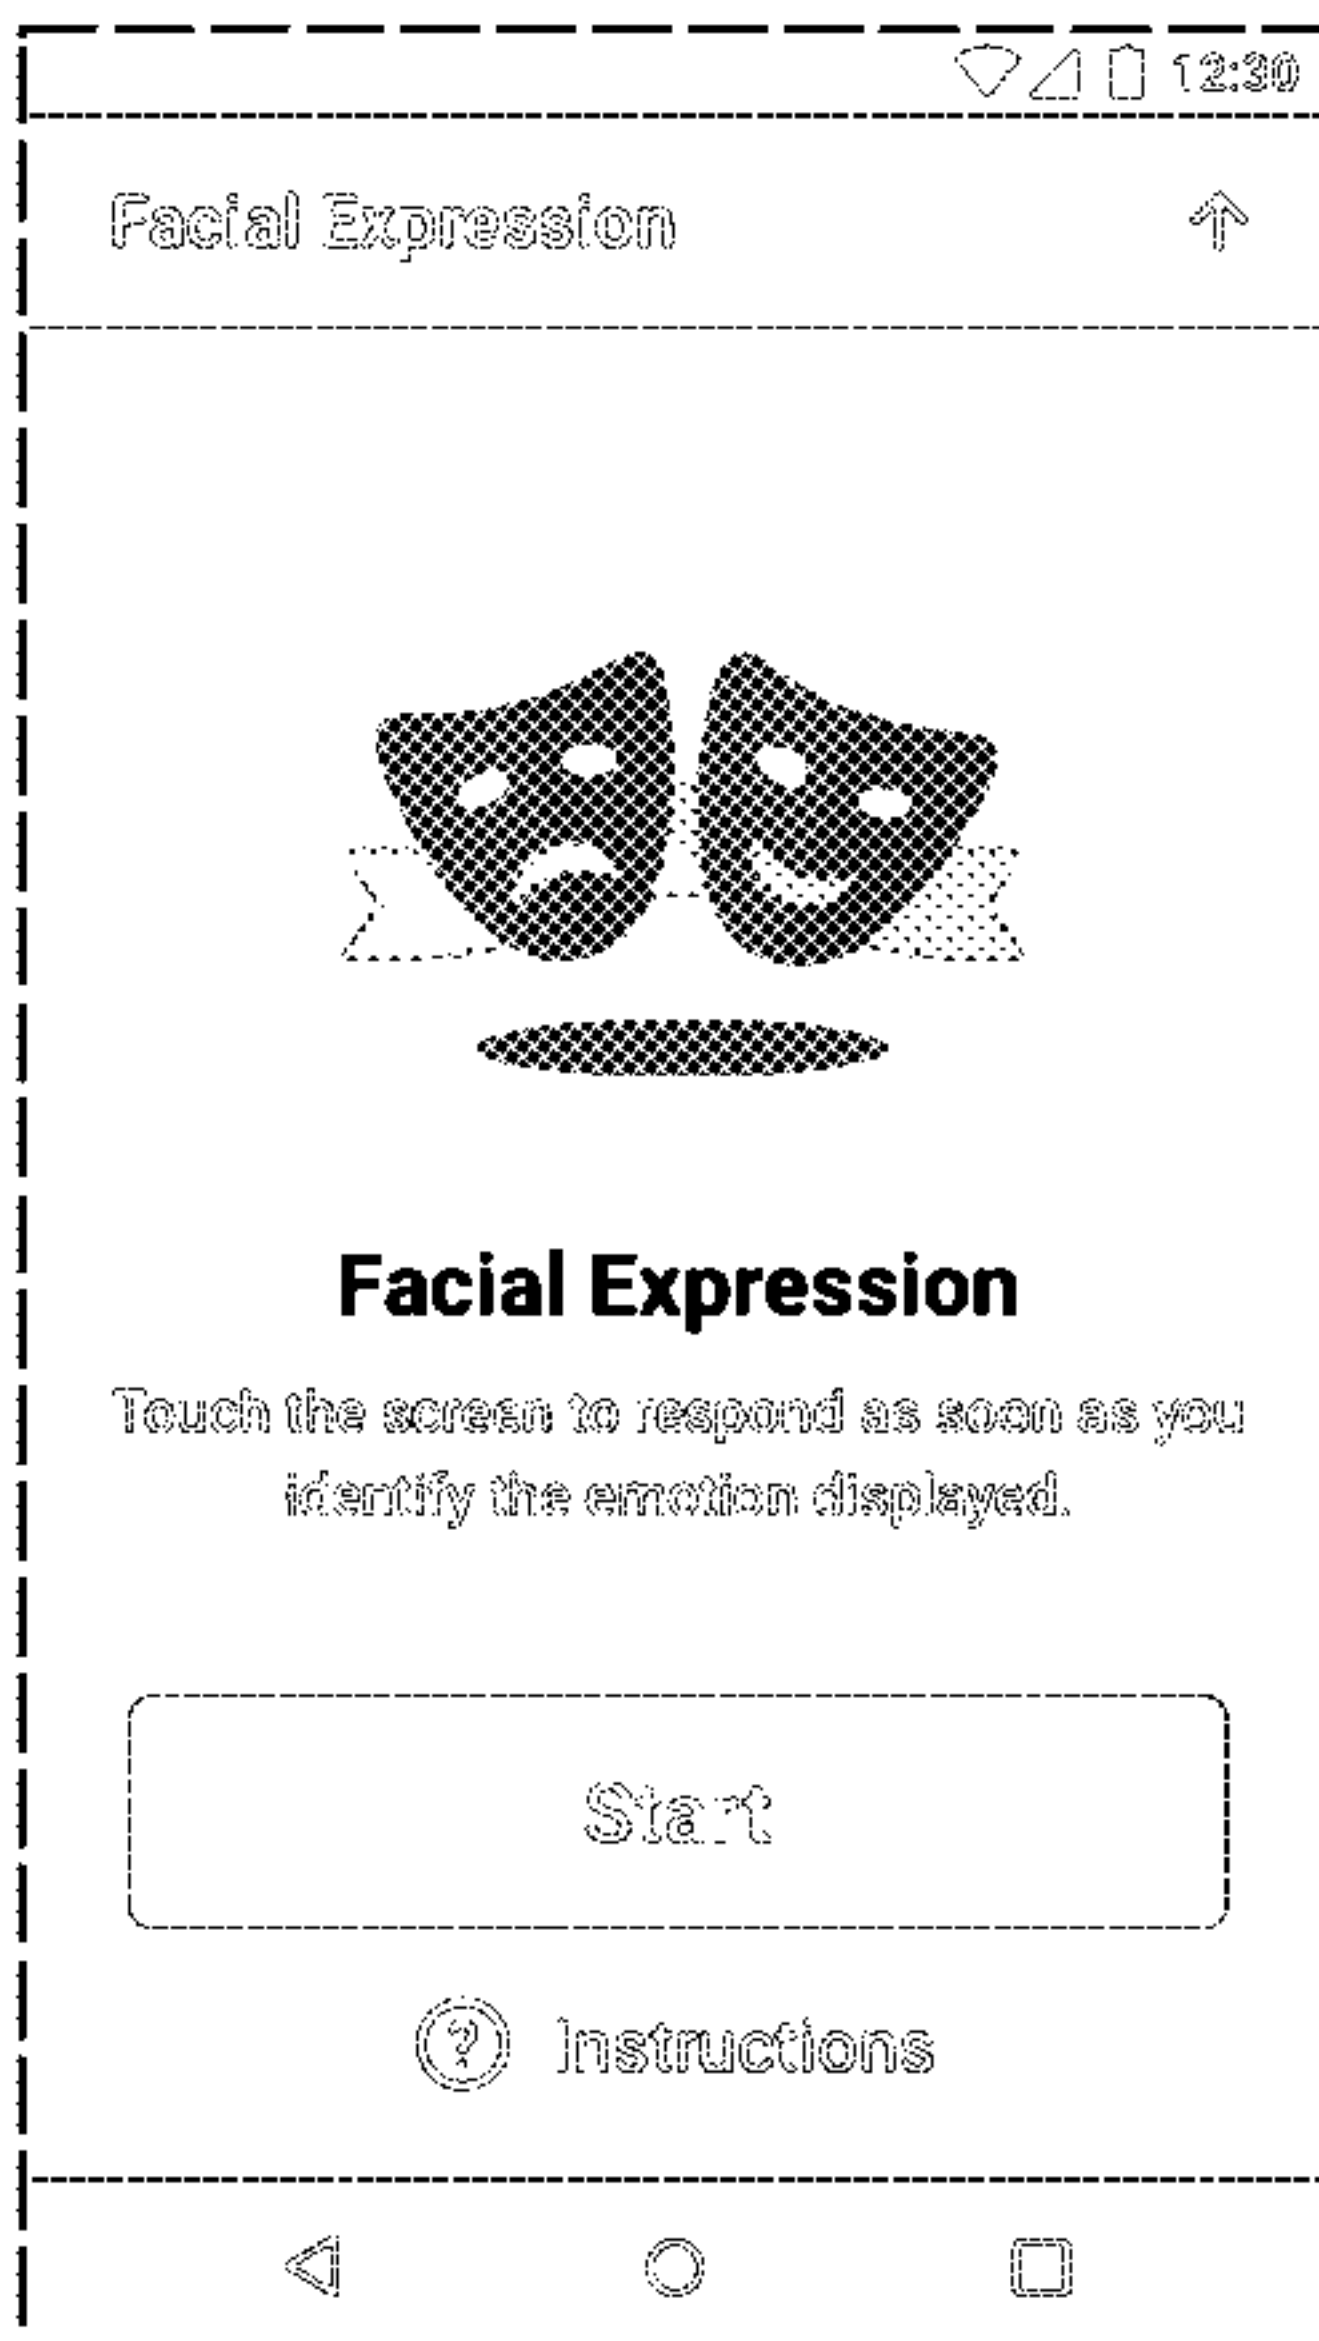 12:30
Facial Expression
Facial Expression
Touch the screen to respond as soon as you
identify the emotion displayed.
Start
? Instructions